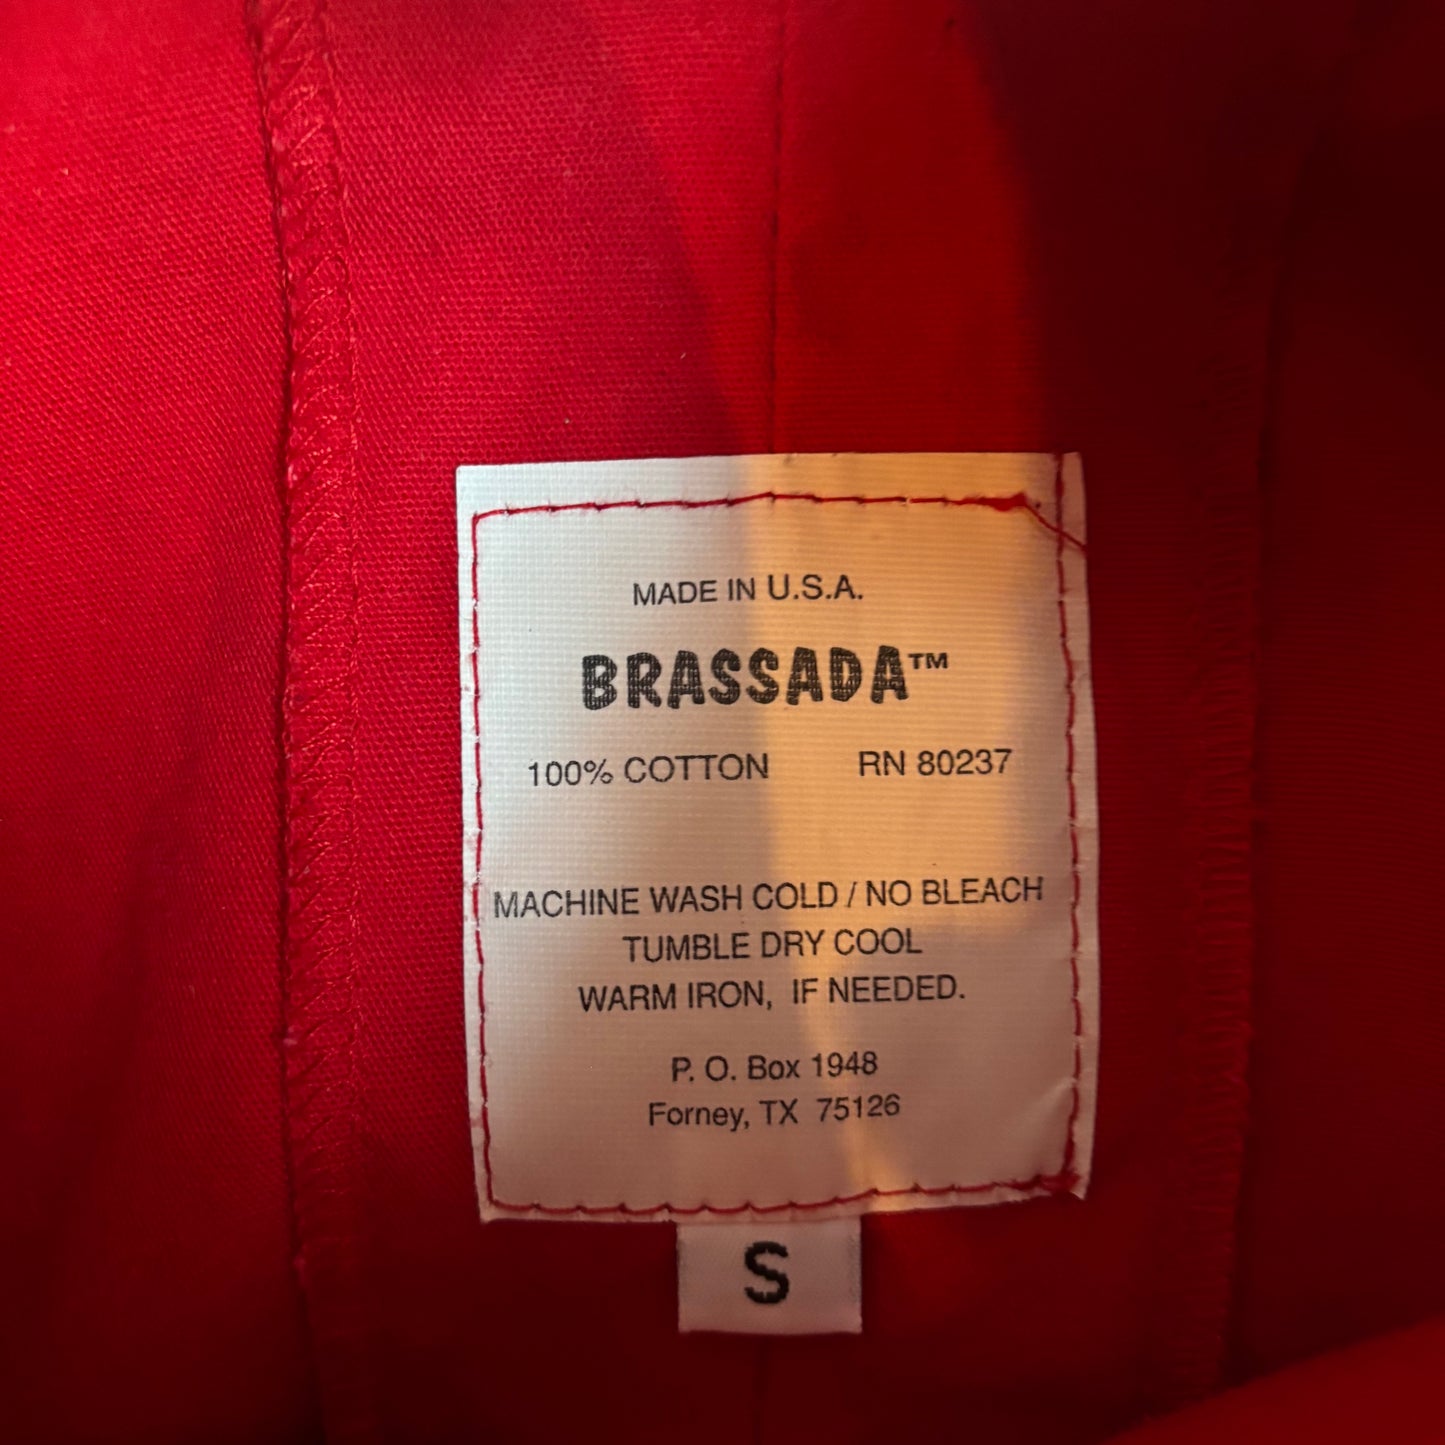 MADE IN U.S.A.
BRASSADA™
100% COTTON RN 80237
MACHINE WASH COLD / NO BLEACH
TUMBLE DRY COOL
WARM IRON, IF NEEDED.
P. O. Box 1948
Forney, TX 75126
S